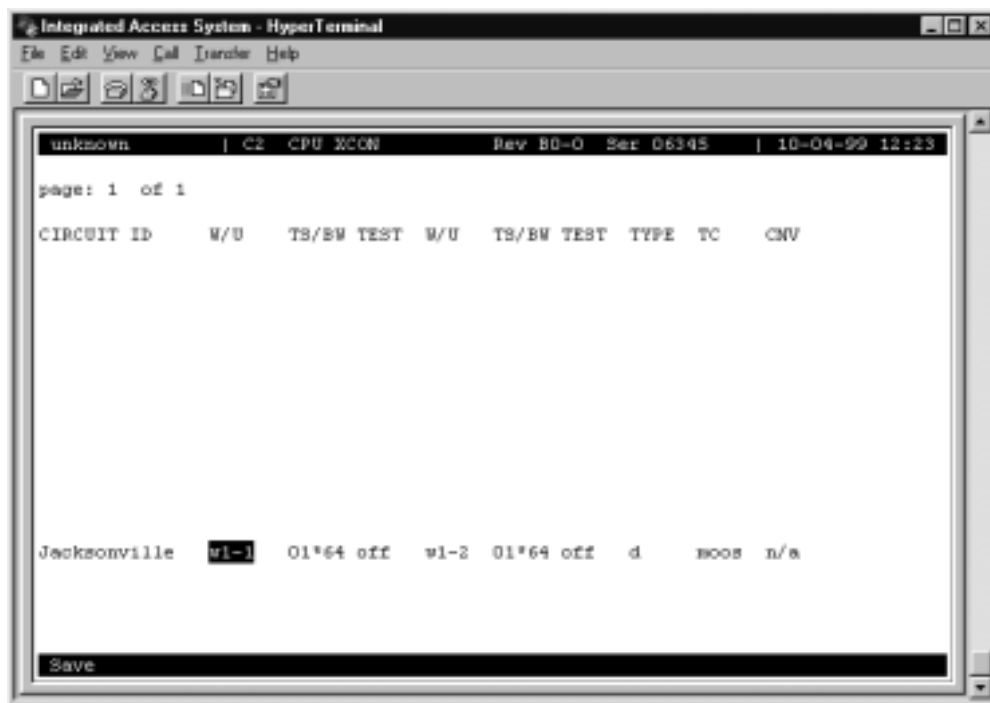 Integrated Access System - HyperTerminal
File Edit View Call Transfer Help
unknown | C2 CPU XCON Rev B0-0 Ser 06345 | 10-04-99 12:23
page: 1 of 1
CIRCUIT ID W/U TS/BW TEST W/U TS/BW TEST TYPE TC CNV
Jacksonville w1-1 01*64 off w1-2 01*64 off d moos n/a
Save